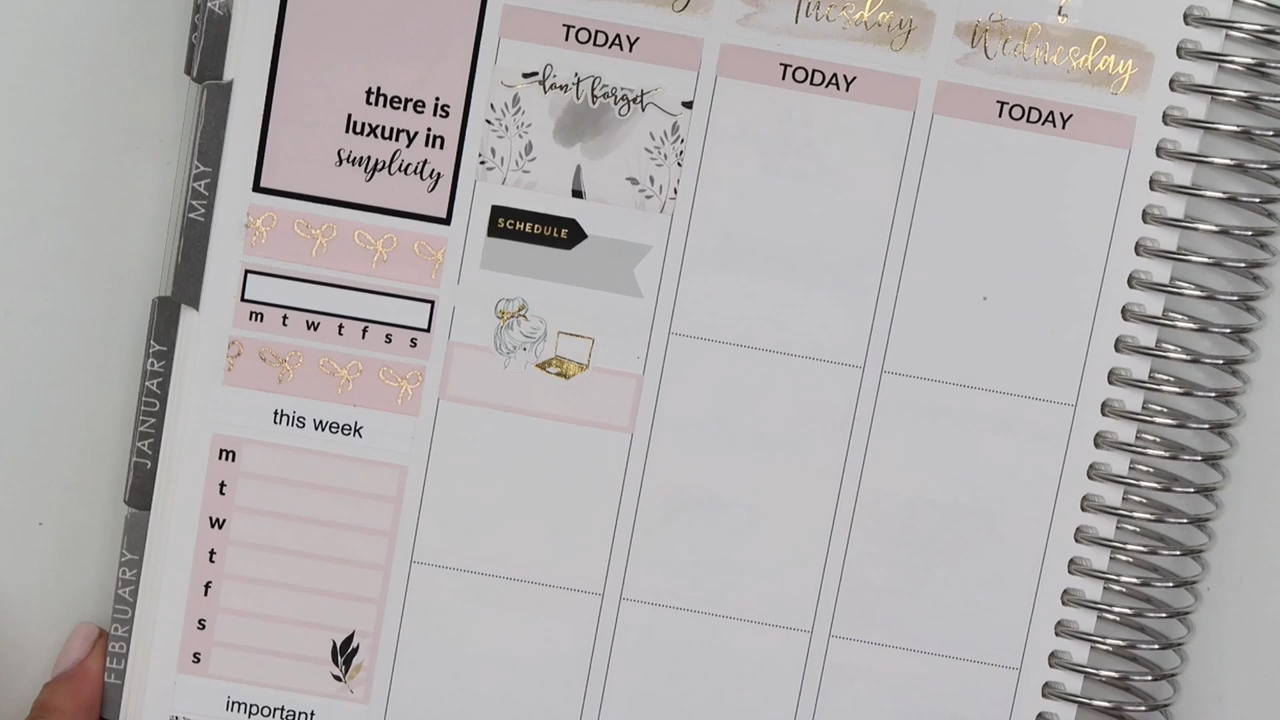 there is
luxury in
simplicity
m t w t f s s
this week
m
t
w
t
f
s
s
important
TODAY
don't forget
SCHEDULE
Tuesday
TODAY
Wednesday
TODAY
MAY
JANUARY
FEBRUARY